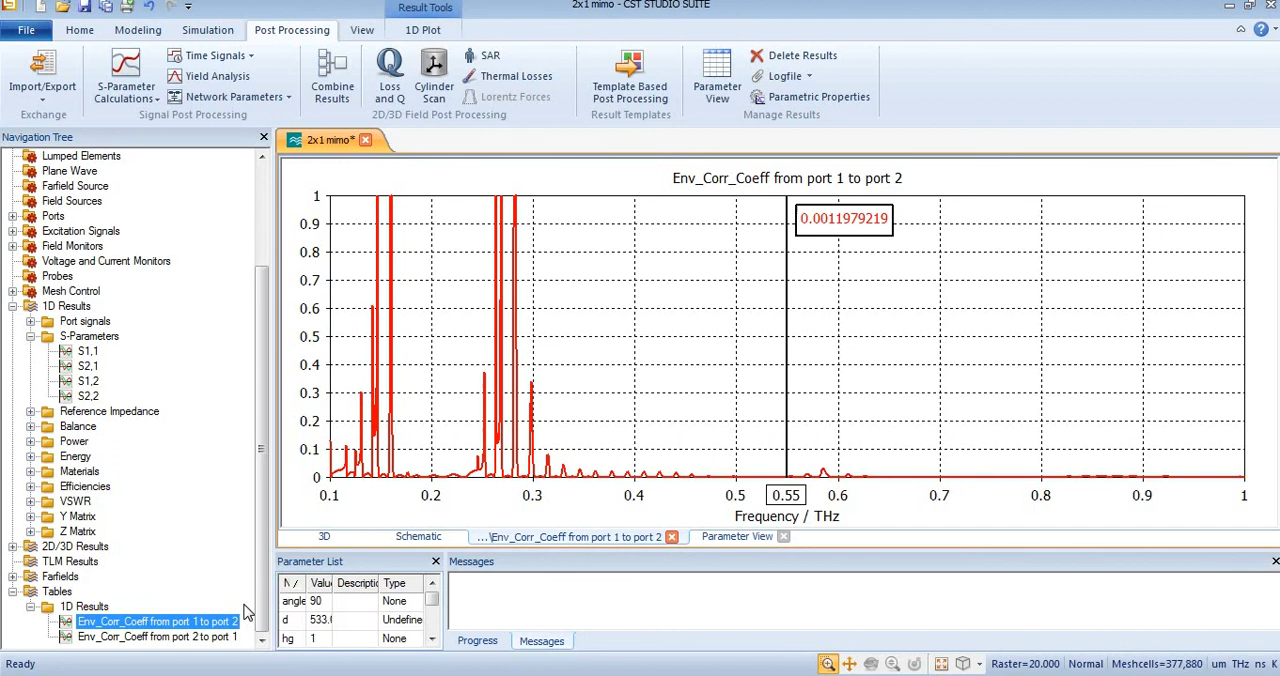 2x1 mimo - CST STUDIO SUITE
Result Tools
File Home Modeling Simulation Post Processing View 1D Plot
Import/Export
Exchange
S-Parameter Calculations
Time Signals
Yield Analysis
Network Parameters
Signal Post Processing
Combine Results
Loss and Q
Cylinder Scan
SAR
Thermal Losses
Lorentz Forces
2D/3D Field Post Processing
Template Based Post Processing
Result Templates
Parameter View
Delete Results
Logfile
Parametric Properties
Manage Results
Navigation Tree
Lumped Elements
Plane Wave
Farfield Source
Field Sources
Ports
Excitation Signals
Field Monitors
Voltage and Current Monitors
Probes
Mesh Control
1D Results
Port signals
S-Parameters
S1,1
S2,1
S1,2
S2,2
Reference Impedance
Balance
Power
Energy
Materials
Efficiencies
VSWR
Y Matrix
Z Matrix
2D/3D Results
TLM Results
Farfields
Tables
1D Results
Env_Corr_Coeff from port 1 to port 2
Env_Corr_Coeff from port 2 to port 1
2x1 mimo*
Env_Corr_Coeff from port 1 to port 2
0.0011979219
1
0.9
0.8
0.7
0.6
0.5
0.4
0.3
0.2
0.1
0
0.1 0.2 0.3 0.4 0.5 0.55 0.6 0.7 0.8 0.9 1
Frequency / THz
3D Schematic ...\Env_Corr_Coeff from port 1 to port 2 Parameter View
Parameter List
N / Value Descriptio Type
angle 90 None
d 533. Undefine
hg 1 None
Messages
Progress Messages
Ready
Raster=20.000 Normal Meshcells=377,880 um THz ns K